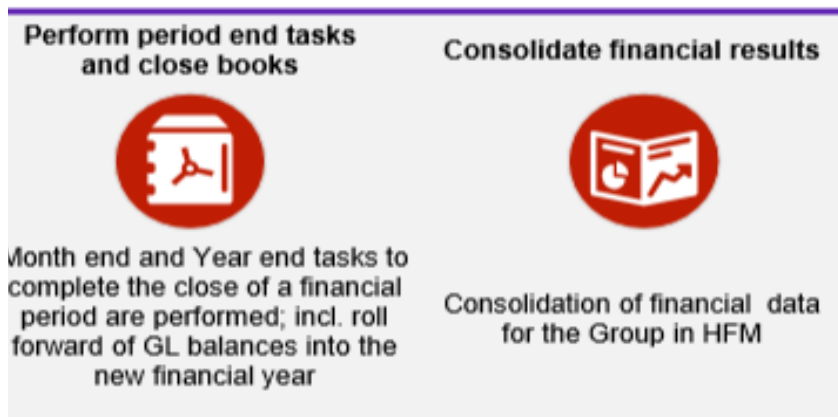 Perform period end tasks
and close books
Month end and Year end tasks to
complete the close of a financial
period are performed; incl. roll
forward of GL balances into the
new financial year
Consolidate financial results
Consolidation of financial data
for the Group in HFM